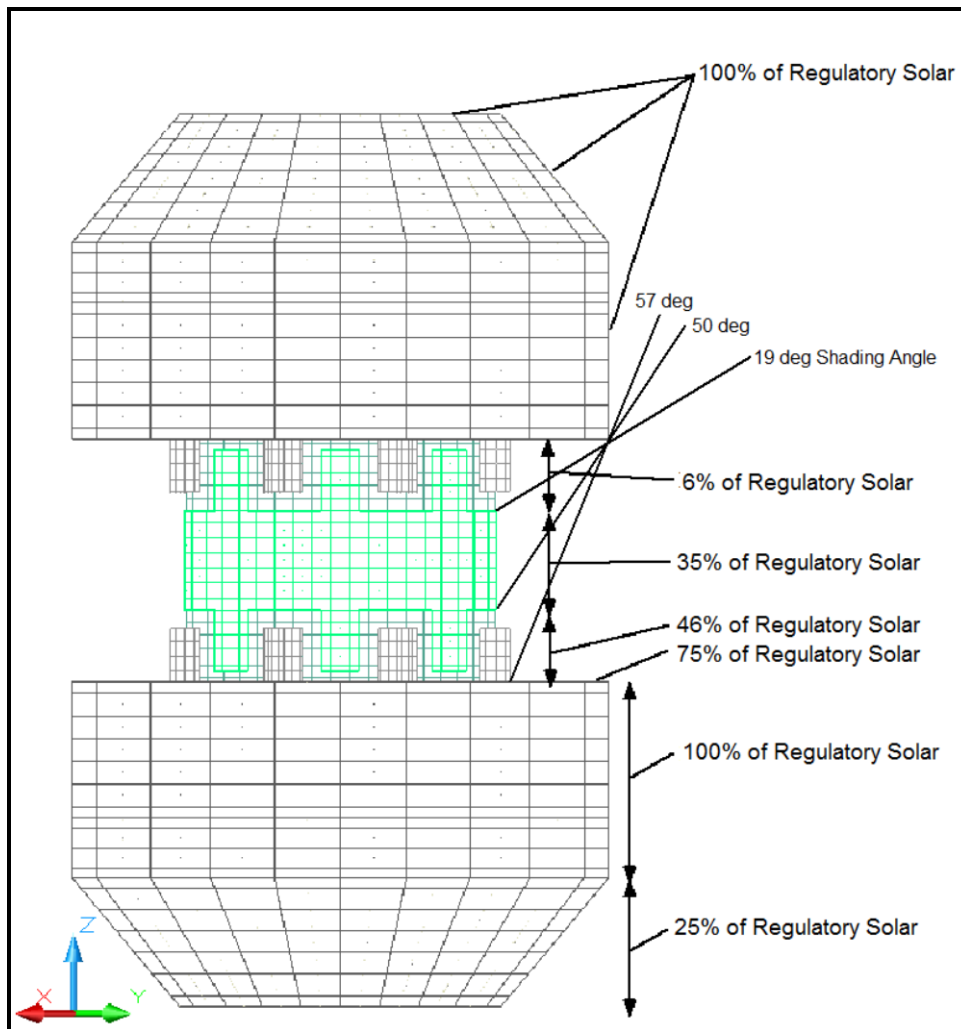 100% of Regulatory Solar
57 deg
50 deg
19 deg Shading Angle
6% of Regulatory Solar
35% of Regulatory Solar
46% of Regulatory Solar
75% of Regulatory Solar
100% of Regulatory Solar
25% of Regulatory Solar
Z
X
Y